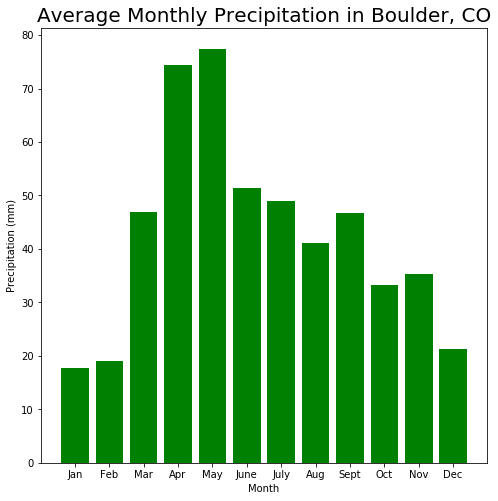 Average Monthly Precipitation in Boulder, CO
80
70
60
50
40
30
20
10
0
Precipitation (mm)
Jan Feb Mar Apr May June July Aug Sept Oct Nov Dec
Month